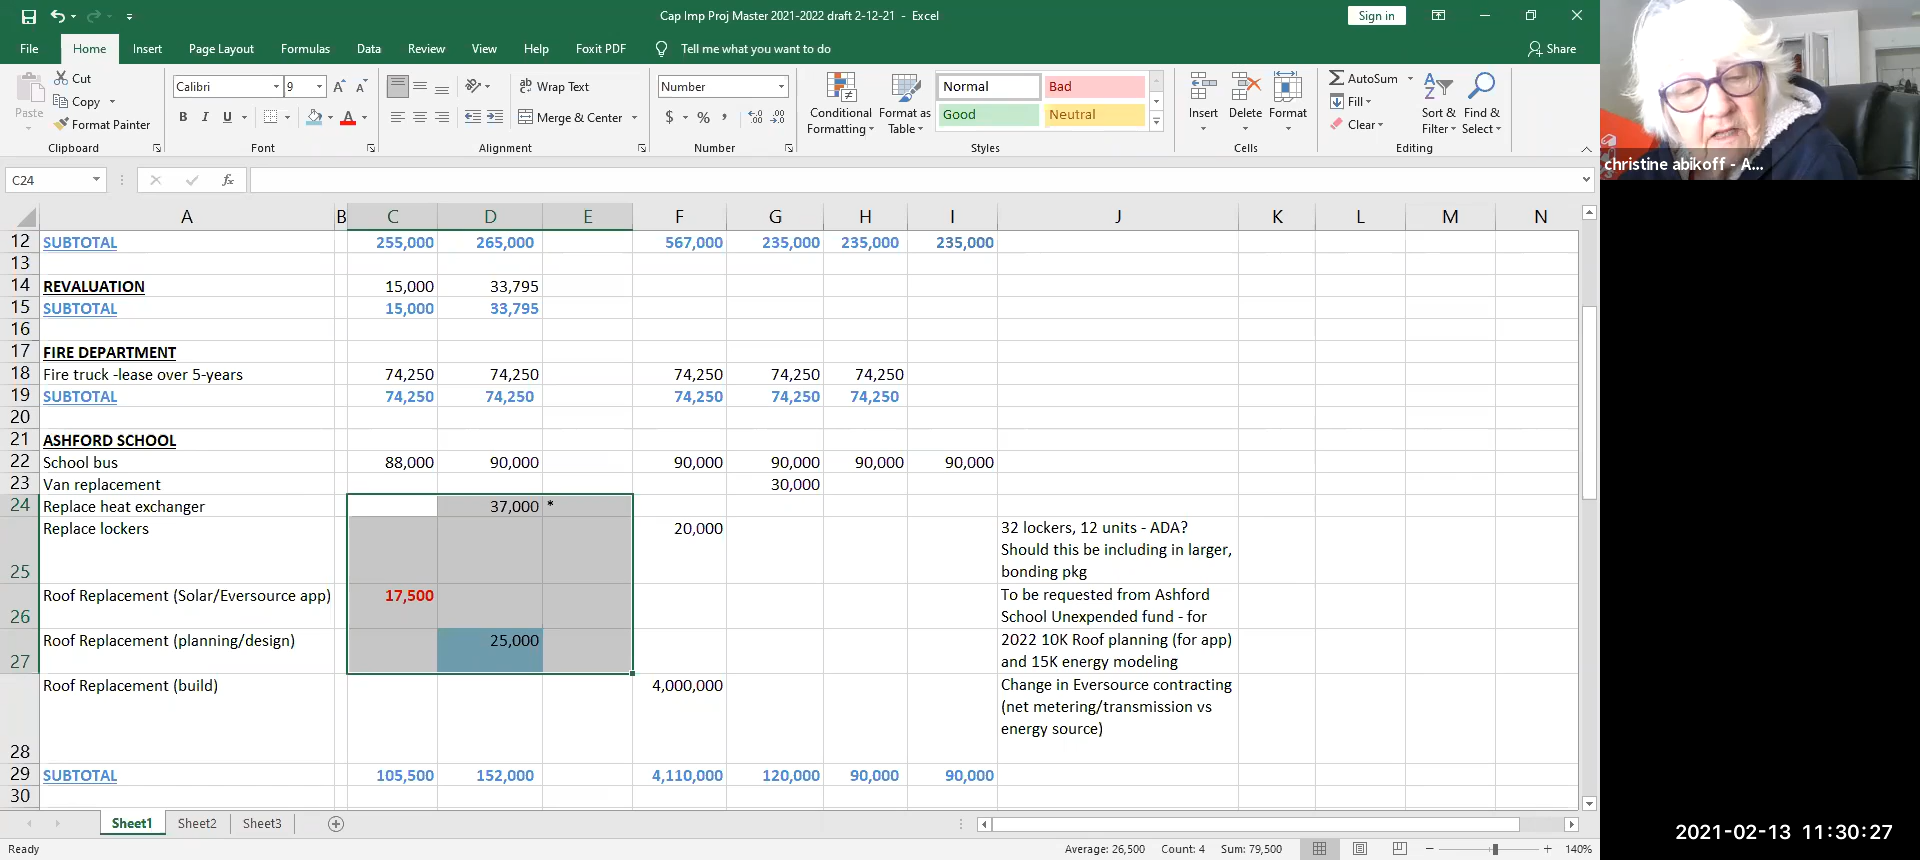 Cap Imp Proj Master 2021-2022 draft 2-12-21 - Excel
Sign in
File Home Insert Page Layout Formulas Data Review View Help Foxit PDF Tell me what you want to do Share
Paste
Cut
Copy
Format Painter
Clipboard
Calibri 9
B I U
Font
Wrap Text
Merge & Center
Alignment
Number
$ % ,
Number
Conditional Formatting
Format as Table
Normal Bad
Good Neutral
Styles
Insert Delete Format
Cells
AutoSum
Fill
Clear
Sort & Filter
Find & Select
Editing
C24 fx
A B C D E F G H I J K L M N
12 SUBTOTAL 255,000 265,000 567,000 235,000 235,000 235,000
13
14 REVALUATION 15,000 33,795
15 SUBTOTAL 15,000 33,795
16
17 FIRE DEPARTMENT
18 Fire truck -lease over 5-years 74,250 74,250 74,250 74,250 74,250
19 SUBTOTAL 74,250 74,250 74,250 74,250 74,250
20
21 ASHFORD SCHOOL
22 School bus 88,000 90,000 90,000 90,000 90,000 90,000
23 Van replacement 30,000
24 Replace heat exchanger 37,000 *
25 Replace lockers 20,000 32 lockers, 12 units - ADA?
Should this be including in larger,
bonding pkg
26 Roof Replacement (Solar/Eversource app) 17,500 To be requested from Ashford
School Unexpended fund - for
27 Roof Replacement (planning/design) 25,000 2022 10K Roof planning (for app)
and 15K energy modeling
28 Roof Replacement (build) 4,000,000 Change in Eversource contracting
(net metering/transmission vs
energy source)
29 SUBTOTAL 105,500 152,000 4,110,000 120,000 90,000 90,000
30
Sheet1 Sheet2 Sheet3
Ready
Average: 26,500 Count: 4 Sum: 79,500 140%
christine abikoff - A...
2021-02-13 11:30:27